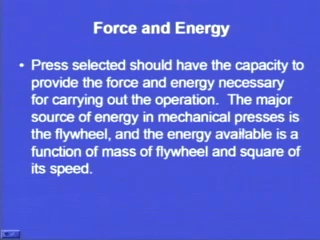 Force and Energy
• Press selected should have the capacity to
provide the force and energy necessary
for carrying out the operation. The major
source of energy in mechanical presses is
the flywheel, and the energy available is a
function of mass of flywheel and square of
its speed.